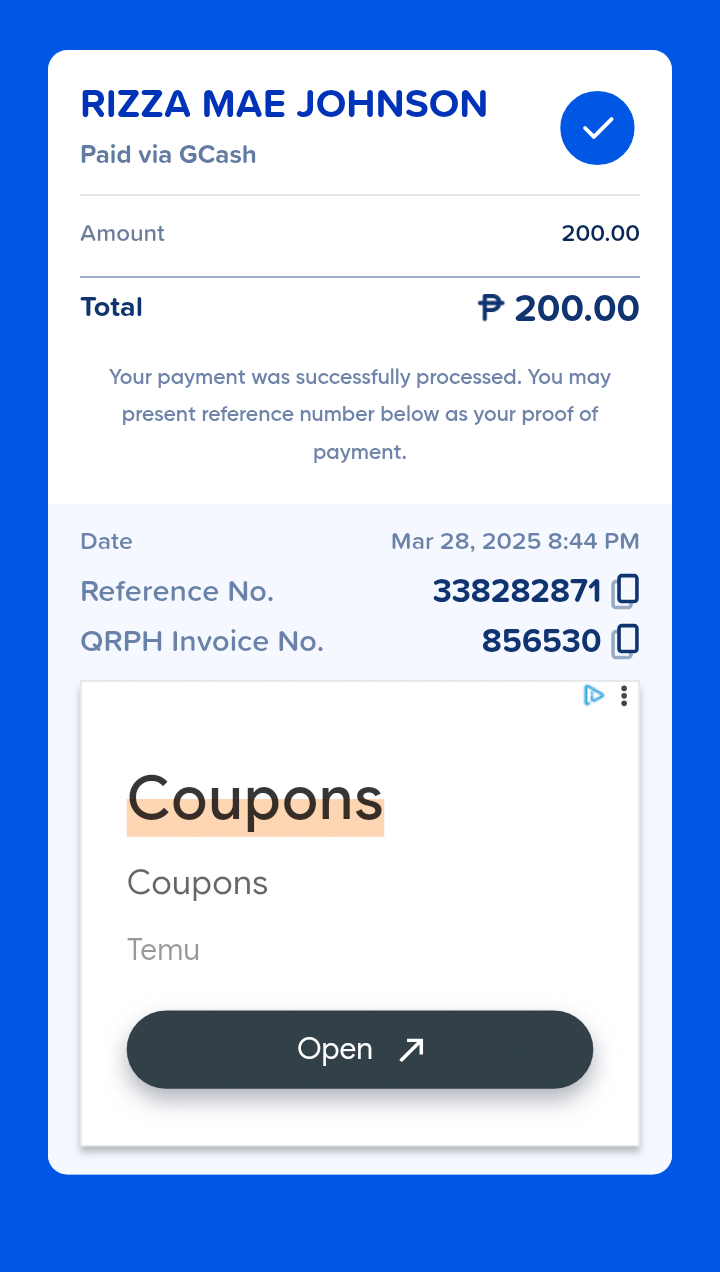 RIZZA MAE JOHNSON
Paid via GCash
Amount 200.00
Total ₱ 200.00
Your payment was successfully processed. You may
present reference number below as your proof of
payment.
Date Mar 28, 2025 8:44 PM
Reference No. 338282871
QRPH Invoice No. 856530
Coupons
Coupons
Temu
Open